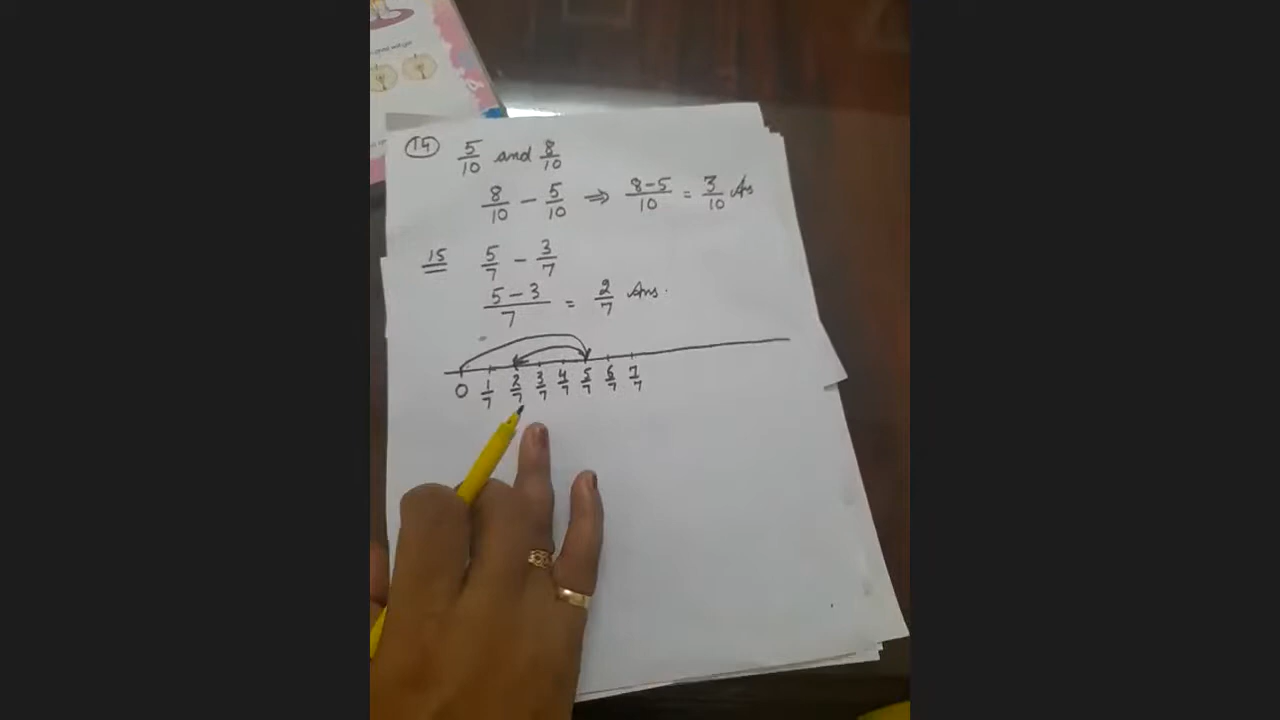 14 5/10 and 8/10
8/10 - 5/10 ⇒ 8-5/10 = 3/10 As
15 5/7 - 3/7
5-3/7 = 2/7 Ans.
0 1/7 2/7 3/7 4/7 5/7 6/7 7/7